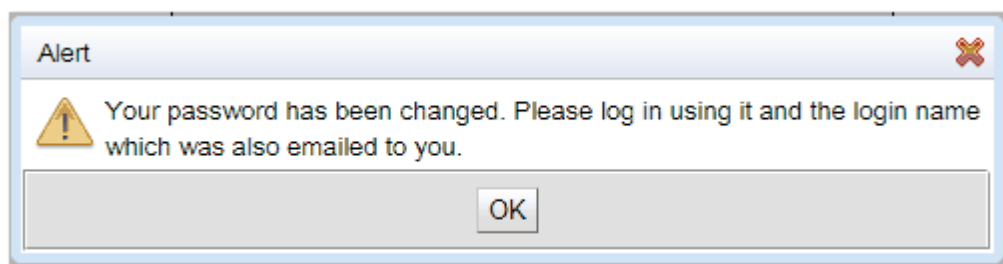 Alert
Your password has been changed. Please log in using it and the login name
which was also emailed to you.
OK